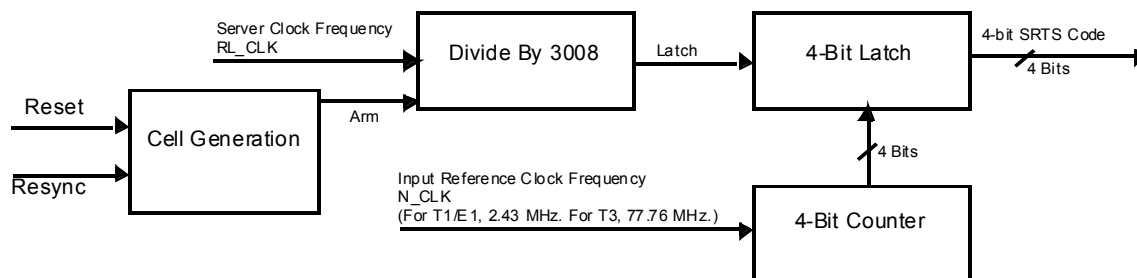 Server Clock Frequency
RL_CLK
Divide By 3008
Latch
4-Bit Latch
4-bit SRTS Code
4 Bits
Reset
Resync
Cell Generation
Arm
4 Bits
Input Reference Clock Frequency
N_CLK
(For T1/E1, 2.43 MHz. For T3, 77.76 MHz.)
4-Bit Counter